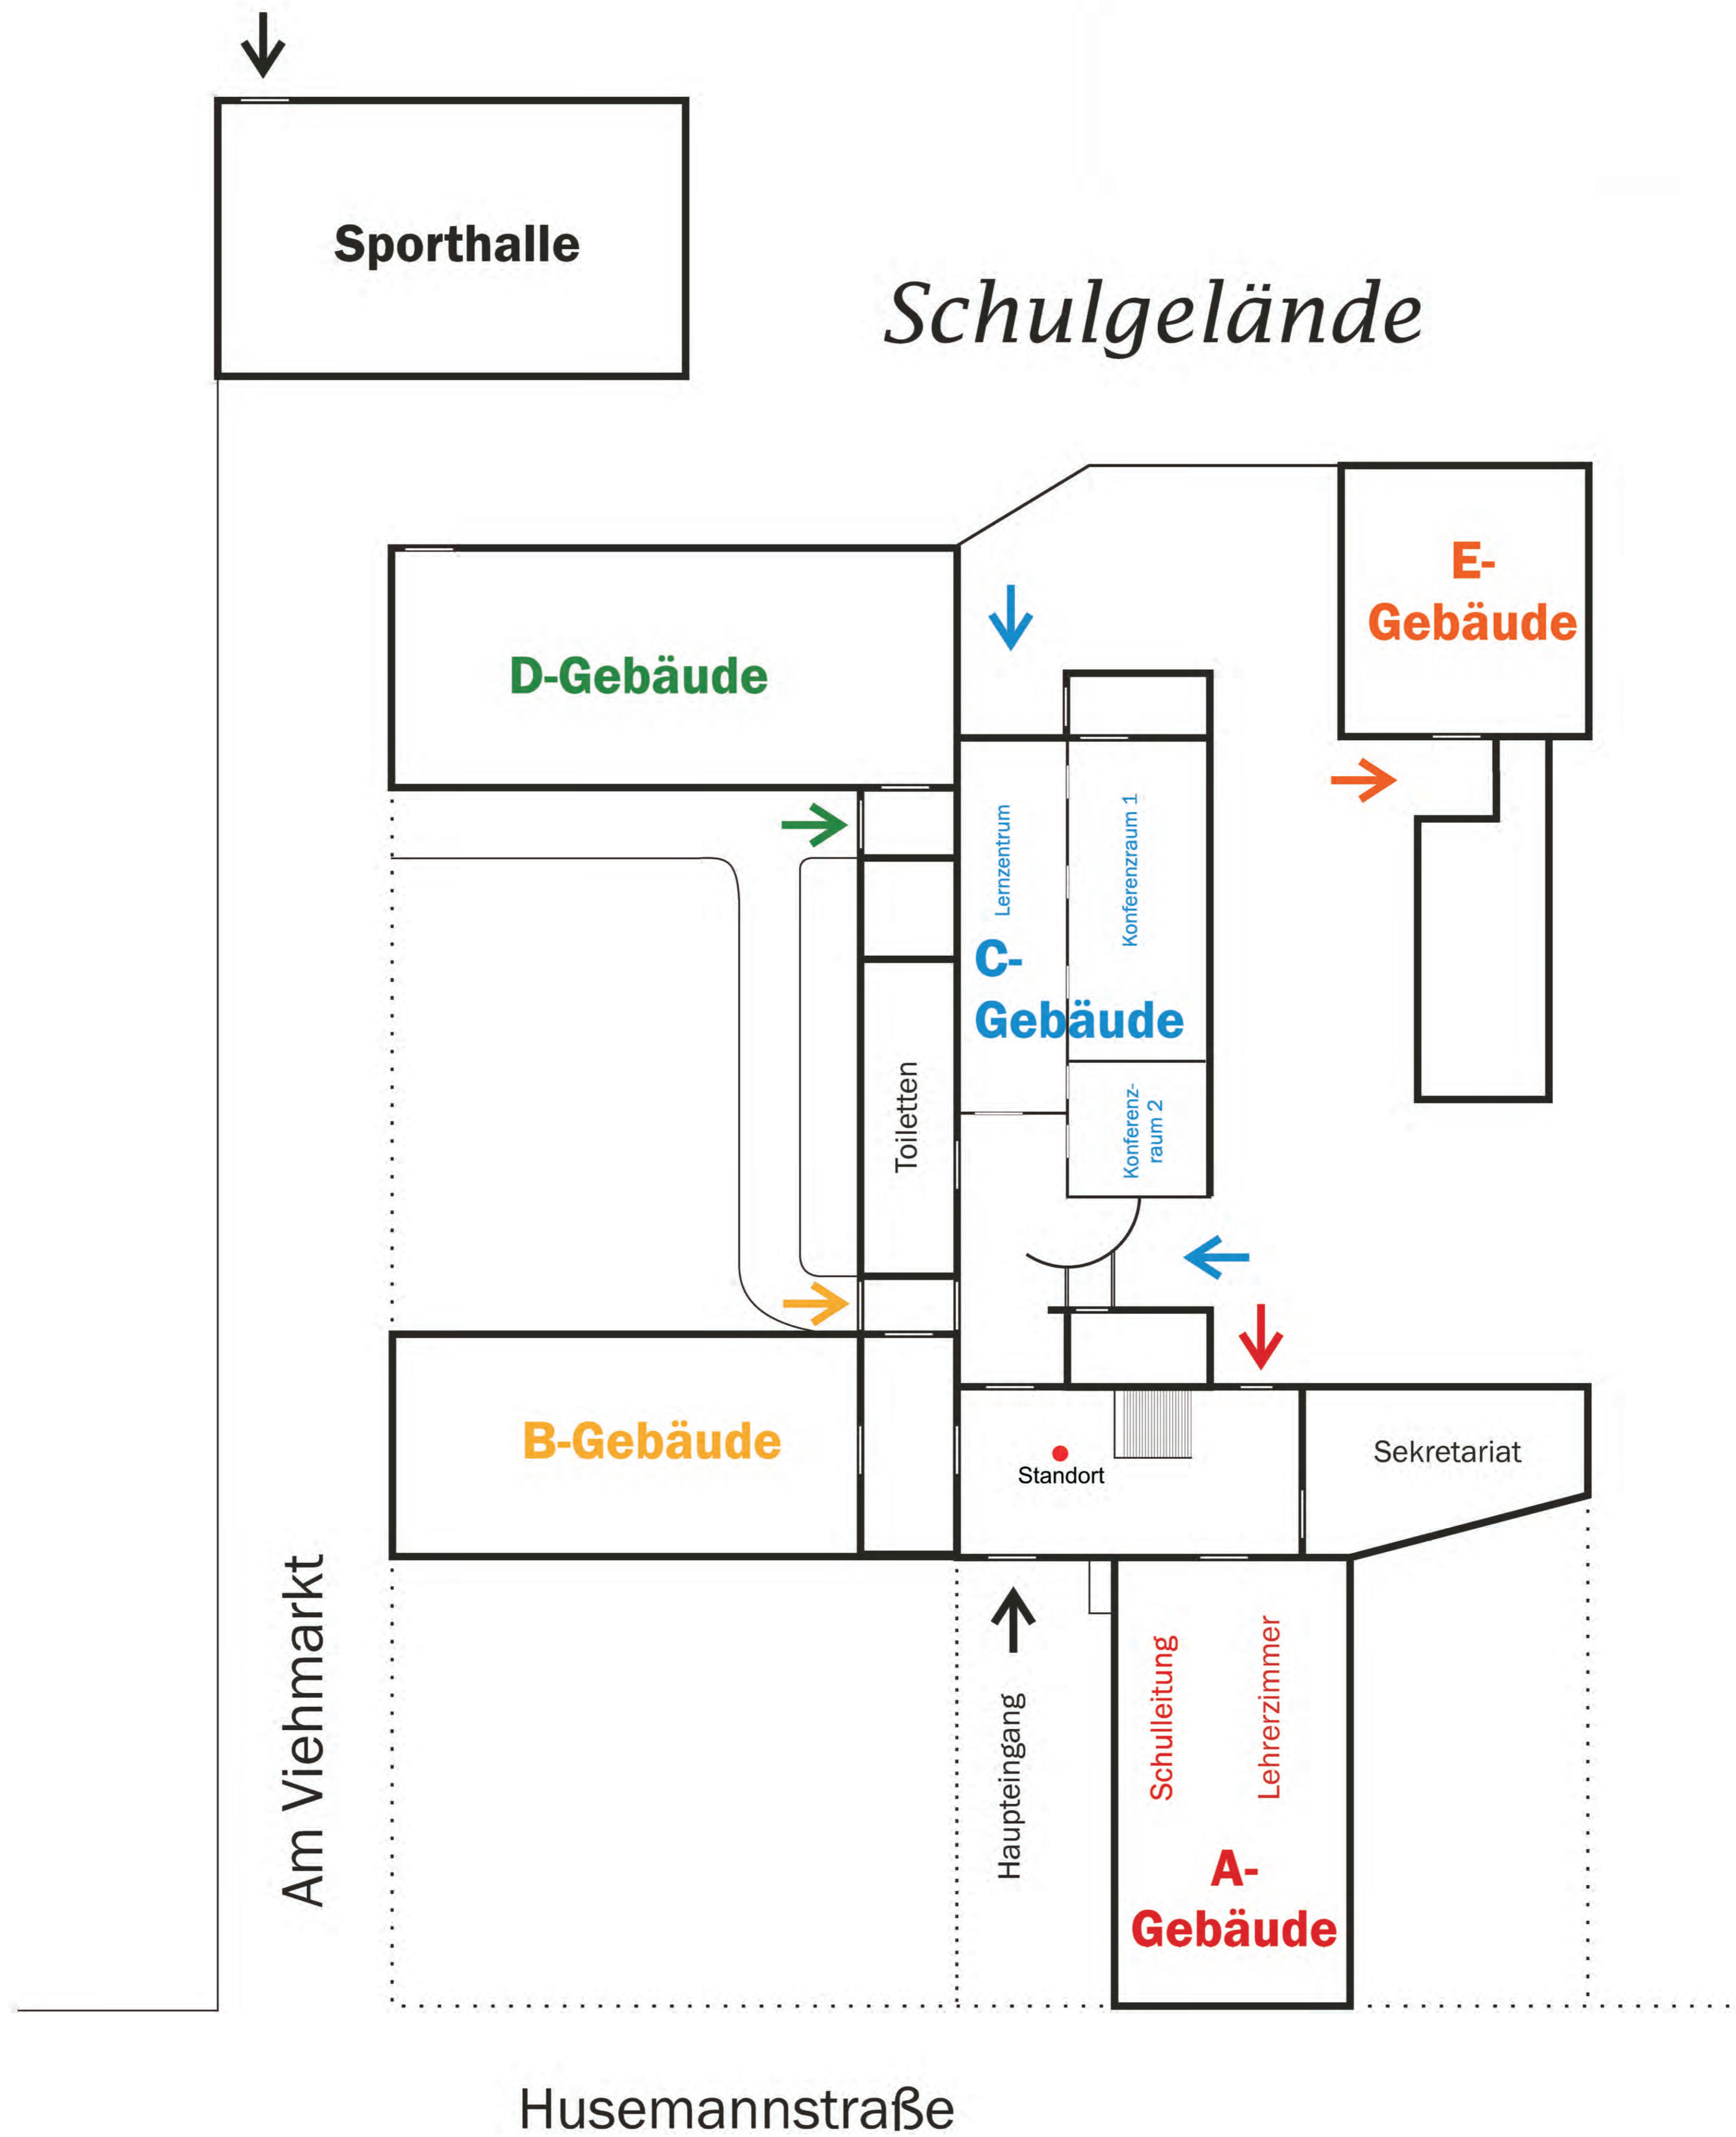 Sporthalle
Schulgelände
E-
Gebäude
D-Gebäude
Lernzentrum
Konferenzraum 1
C-
Gebäude
Konferenz-
raum 2
Toiletten
B-Gebäude
Standort
Sekretariat
Am Viehmarkt
Haupteingang
Schulleitung
Lehrerzimmer
A-
Gebäude
Husemannstraße